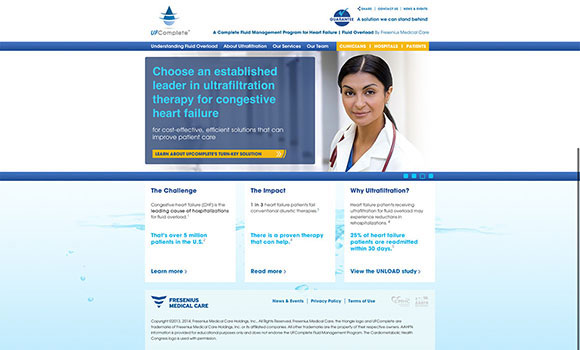 SHARE | CONTACT US | NEWS & EVENTS
GUARANTEE
A solution we can stand behind
UFComplete
A Complete Fluid Management Program for Heart Failure | Fluid Overload By Fresenius Medical Care
Understanding Fluid Overload About Ultrafiltration Our Services Our Team CLINICIANS | HOSPITALS | PATIENTS
Choose an established
leader in ultrafiltration
therapy for congestive
heart failure
for cost-effective, efficient solutions that can
improve patient care
LEARN ABOUT UFCOMPLETE'S TURN-KEY SOLUTION
The Challenge
Congestive heart failure (CHF) is the
leading cause of hospitalizations
for fluid overload.
That's over 5 million
patients in the U.S.
Learn more
The Impact
1 in 3 heart failure patients fail
conventional diuretic therapies.
There is a proven therapy
that can help.
Read more
Why Ultrafiltration?
Heart failure patients receiving
ultrafiltration for fluid overload may
experience reductions in
rehospitalizations.
25% of heart failure
patients are readmitted
within 30 days.
View the UNLOAD study
FRESENIUS
MEDICAL CARE
News & Events | Privacy Policy | Terms of Use
Copyright ©2013, 2014, Fresenius Medical Care Holdings, Inc., All Rights Reserved. Fresenius Medical Care, the triangle logo and UFComplete are
trademarks of Fresenius Medical Care Holdings, Inc. or its affiliated companies. All other trademarks are the property of their respective owners. AAHFN
information is provided for educational purposes only and does not endorse the UFComplete Fluid Management Program. The Cardiometabolic Health
Congress logo is used with permission.